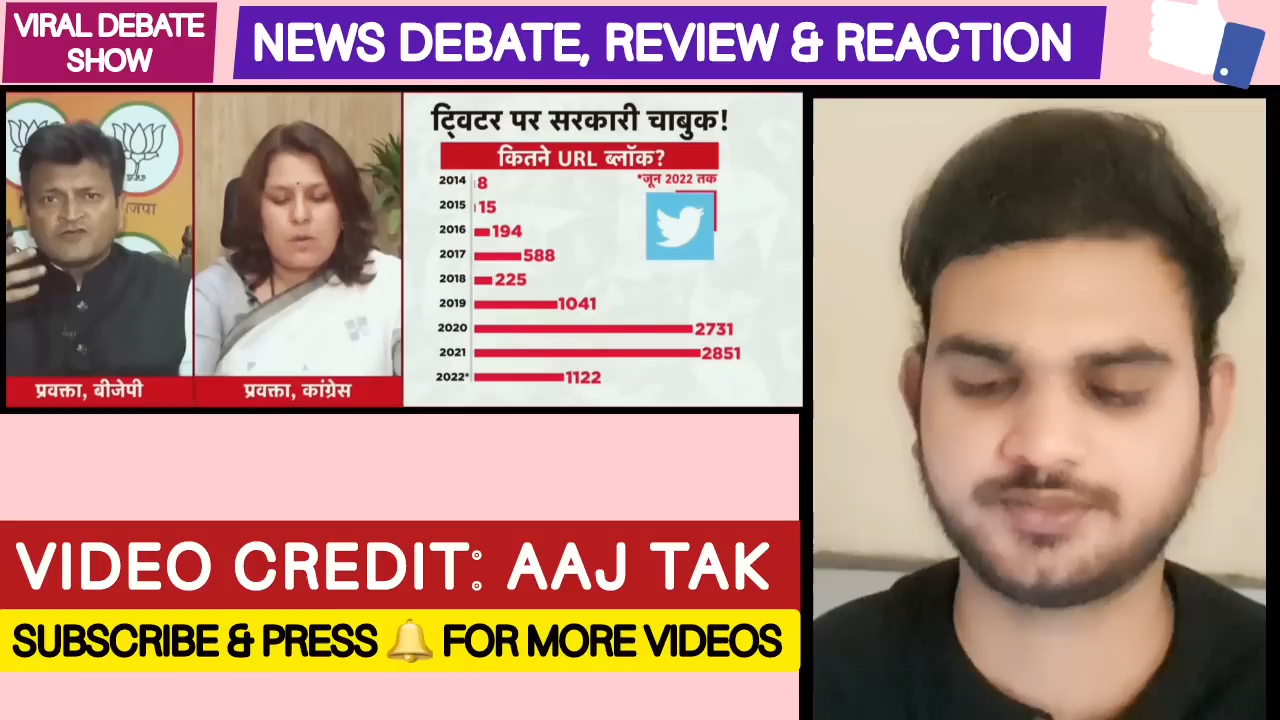 VIRAL DEBATE
SHOW
NEWS DEBATE, REVIEW & REACTION
ट्विटर पर सरकारी चाबुक!
कितने URL ब्लॉक?
*जून 2022 तक
2014 8
2015 15
2016 194
2017 588
2018 225
2019 1041
2020 2731
2021 2851
2022* 1122
प्रवक्ता, बीजेपी
प्रवक्ता, कांग्रेस
VIDEO CREDIT: AAJ TAK
SUBSCRIBE & PRESS 🔔 FOR MORE VIDEOS